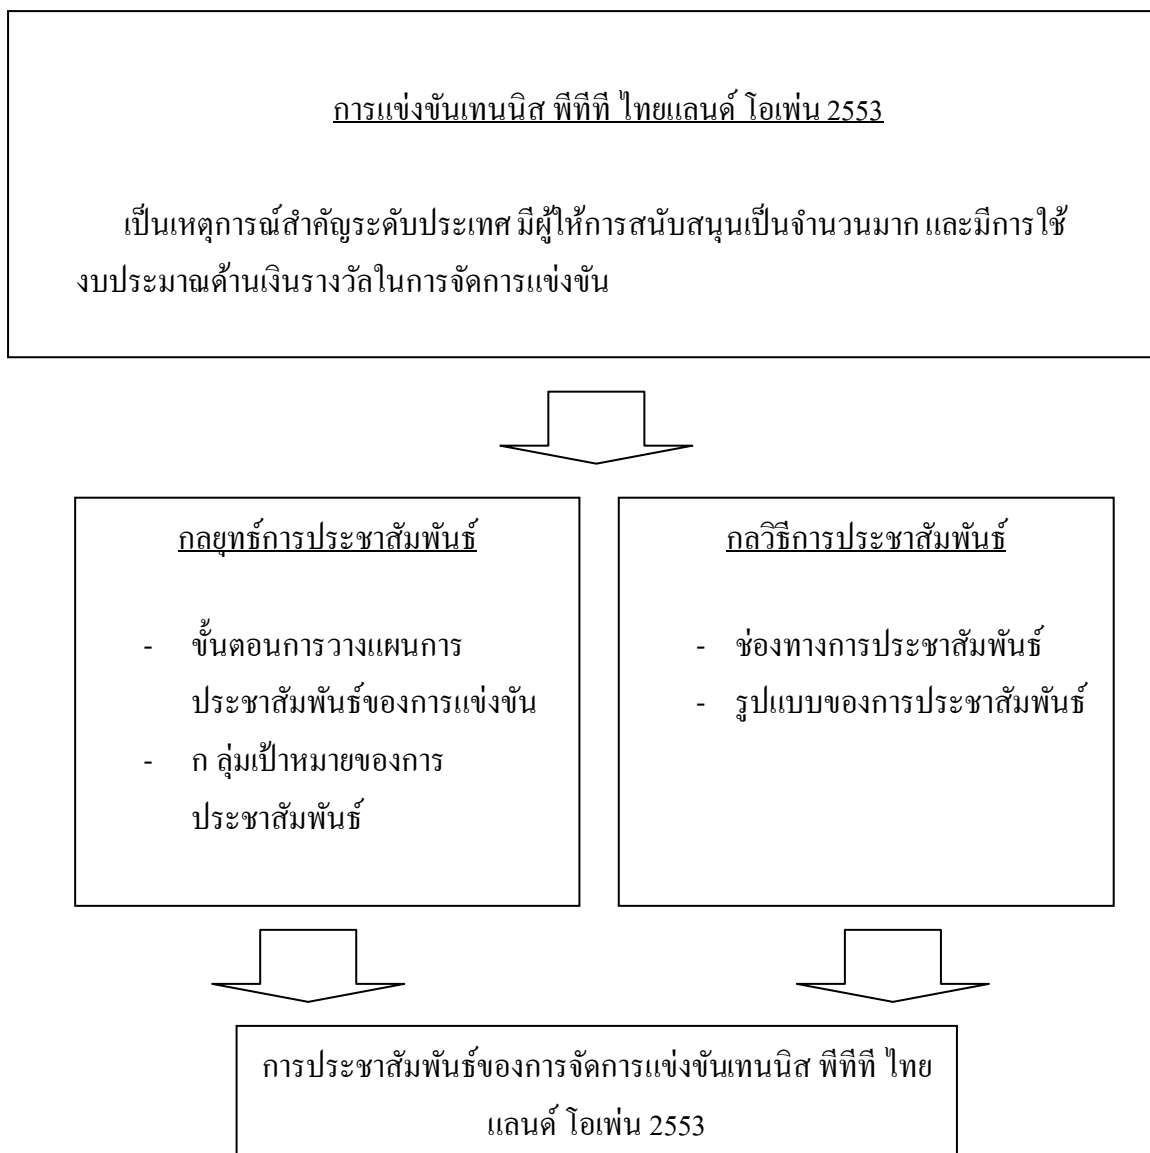 การแข่งขันเทนนิส พีทีที ไทยแลนด์ โอเพ่น 2553
เป็นเหตุการณ์สำคัญระดับประเทศ มีผู้ให้การสนับสนุนเป็นจำนวนมาก และมีการใช้
งบประมาณด้านเงินรางวัลในการจัดการแข่งขัน
กลยุทธ์การประชาสัมพันธ์
- ขั้นตอนการวางแผนการ
ประชาสัมพันธ์ของการแข่งขัน
- ก ลุ่มเป้าหมายของการ
ประชาสัมพันธ์
กลวิธีการประชาสัมพันธ์
- ช่องทางการประชาสัมพันธ์
- รูปแบบของการประชาสัมพันธ์
การประชาสัมพันธ์ของการจัดการแข่งขันเทนนิส พีทีที ไทย
แลนด์ โอเพ่น 2553